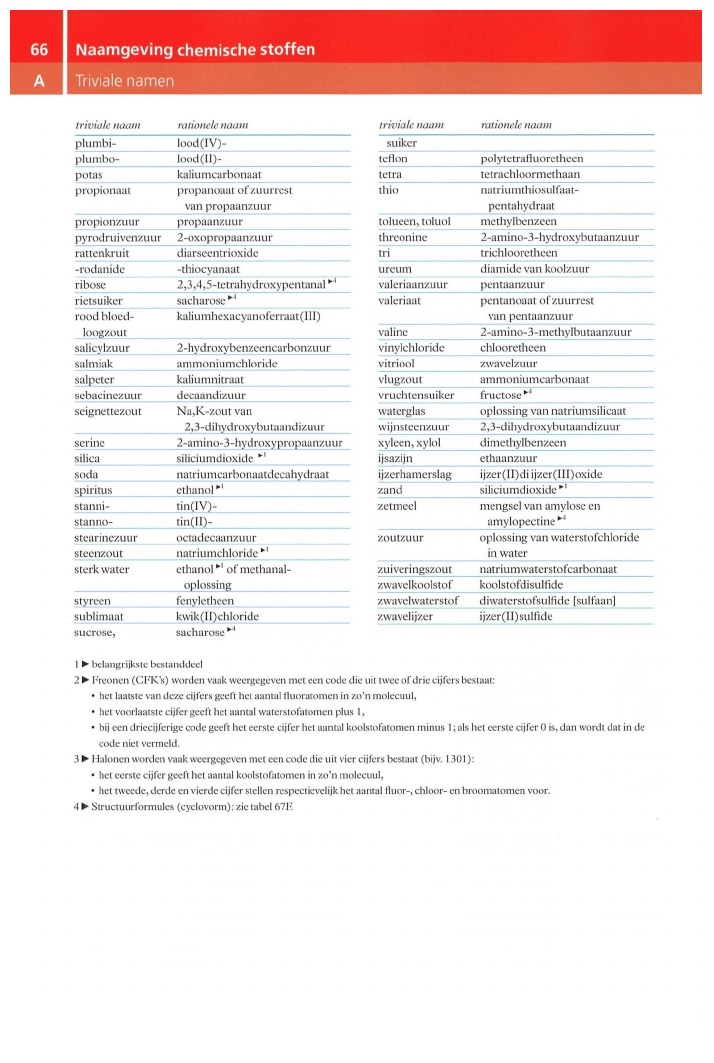 66 Naamgeving chemische stoffen
A Triviale namen
triviale naam rationele naam
plumbi- lood(IV)-
plumbo- lood(II)-
potas kaliumcarbonaat
propionaat propanoaat of zuurrest
van propaanzuur
propionzuur propaanzuur
pyrodruivenzuur 2-oxopropaanzuur
rattenkruit diarseentrioxide
-rodanide -thiocyanaat
ribose 2,3,4,5-tetrahydroxypentanal ►4
rietsuiker sacharose ►4
rood bloed- kaliumhexacyanoferraat(III)
loogzout
salicylzuur 2-hydroxybenzeencarbonzuur
salmiak ammoniumchloride
salpeter kaliumnitraat
sebacinezuur decaandizuur
seignettezout Na,K-zout van
2,3-dihydroxybutaandizuur
serine 2-amino-3-hydroxypropaanzuur
silica siliciumdioxide ►1
soda natriumcarbonaatdecahydraat
spiritus ethanol ►1
stanni- tin(IV)-
stanno- tin(II)-
stearinezuur octadecaanzuur
steenzout natriumchloride ►1
sterk water ethanol ►1 of methanal-
oplossing
styreen fenyletheen
sublimaat kwik(II)chloride
sucrose, sacharose ►4
triviale naam rationele naam
suiker
teflon polytetrafluoretheen
tetra tetrachloormethaan
thio natriumthiosulfaat-
pentahydraat
tolueen, toluol methylbenzeen
threonine 2-amino-3-hydroxybutaanzuur
tri trichlooretheen
ureum diamide van koolzuur
valeriaanzuur pentaanzuur
valeriaat pentanoaat of zuurrest
van pentaanzuur
valine 2-amino-3-methylbutaanzuur
vinylchloride chlooretheen
vitriool zwavelzuur
vlugzout ammoniumcarbonaat
vruchtensuiker fructose ►4
waterglas oplossing van natriumsilicaat
wijnsteenzuur 2,3-dihydroxybutaandizuur
xyleen, xylol dimethylbenzeen
ijsazijn ethaanzuur
ijzerhamerslag ijzer(II)diijzer(III)oxide
zand siliciumdioxide ►1
zetmeel mengsel van amylose en
amylopectine ►4
zoutzuur oplossing van waterstofchloride
in water
zuiveringszout natriumwaterstofcarbonaat
zwavelkoolstof koolstofdisulfide
zwavelwaterstof diwaterstofsulfide [sulfaan]
zwavelijzer ijzer(II)sulfide
1 ► belangrijkste bestanddeel
2 ► Freonen (CFK's) worden vaak weergegeven met een code die uit twee of drie cijfers bestaat:
• het laatste van deze cijfers geeft het aantal fluoratomen in zo'n molecuul,
• het voorlaatste cijfer geeft het aantal waterstofatomen plus 1,
• bij een driecijferige code geeft het eerste cijfer het aantal koolstofatomen minus 1; als het eerste cijfer 0 is, dan wordt dat in de
code niet vermeld.
3 ► Halonen worden vaak weergegeven met een code die uit vier cijfers bestaat (bijv. 1301):
• het eerste cijfer geeft het aantal koolstofatomen in zo'n molecuul,
• het tweede, derde en vierde cijfer stellen respectievelijk het aantal fluor-, chloor- en broomatomen voor.
4 ► Structuurformules (cyclovorm): zie tabel 67F.